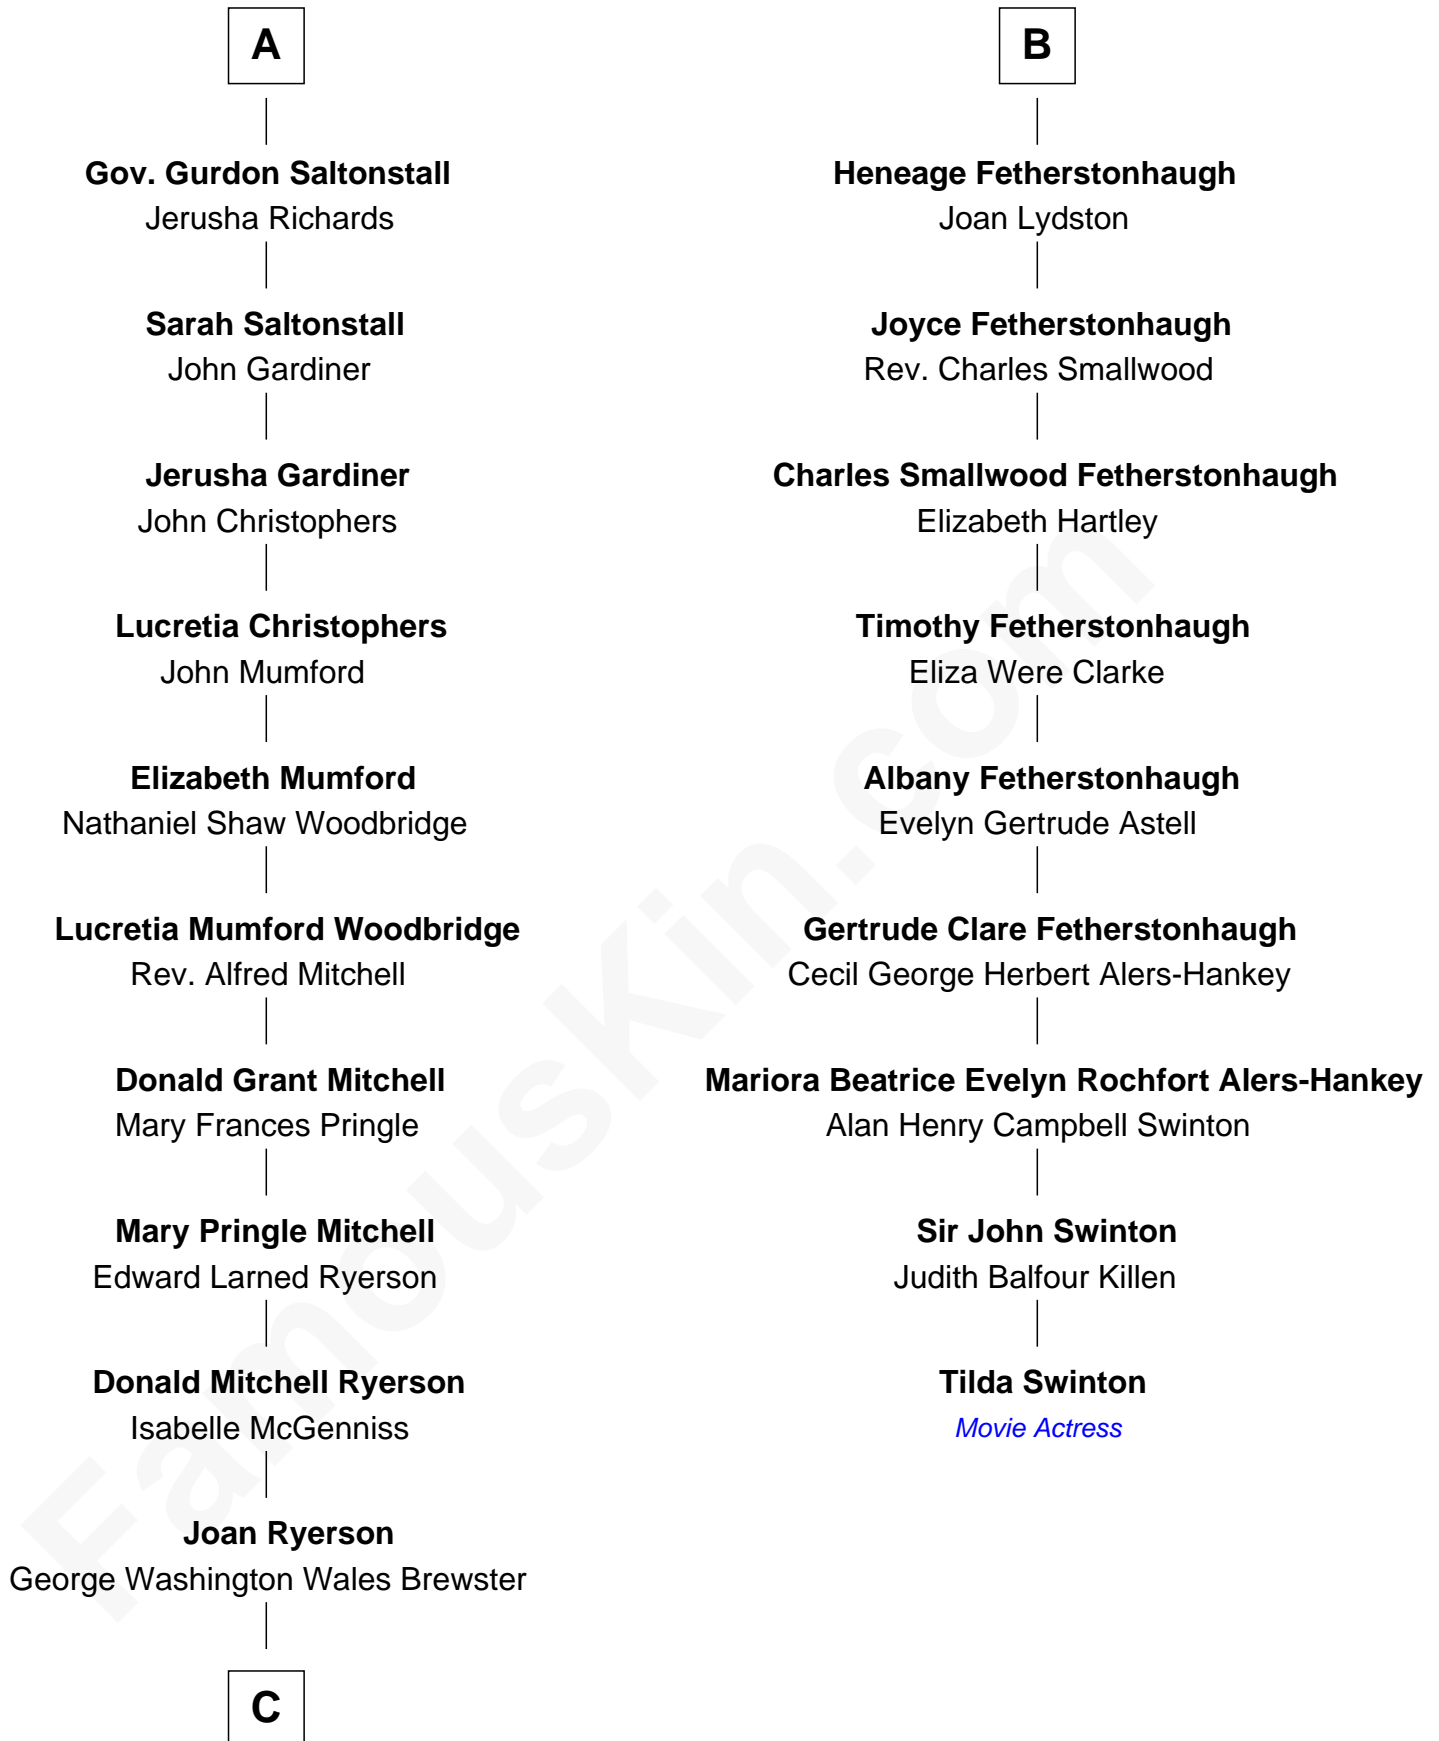 A
Gov. Gurdon Saltonstall
Jerusha Richards
Sarah Saltonstall
John Gardiner
Jerusha Gardiner
John Christophers
Lucretia Christophers
John Mumford
Elizabeth Mumford
Nathaniel Shaw Woodbridge
Lucretia Mumford Woodbridge
Rev. Alfred Mitchell
Donald Grant Mitchell
Mary Frances Pringle
Mary Pringle Mitchell
Edward Larned Ryerson
Donald Mitchell Ryerson
Isabelle McGenniss
Joan Ryerson
George Washington Wales Brewster
C
B
Heneage Fetherstonhaugh
Joan Lydston
Joyce Fetherstonhaugh
Rev. Charles Smallwood
Charles Smallwood Fetherstonhaugh
Elizabeth Hartley
Timothy Fetherstonhaugh
Eliza Were Clarke
Albany Fetherstonhaugh
Evelyn Gertrude Astell
Gertrude Clare Fetherstonhaugh
Cecil George Herbert Alers-Hankey
Mariora Beatrice Evelyn Rochfort Alers-Hankey
Alan Henry Campbell Swinton
Sir John Swinton
Judith Balfour Killen
Tilda Swinton
Movie Actress
FamousKin.com